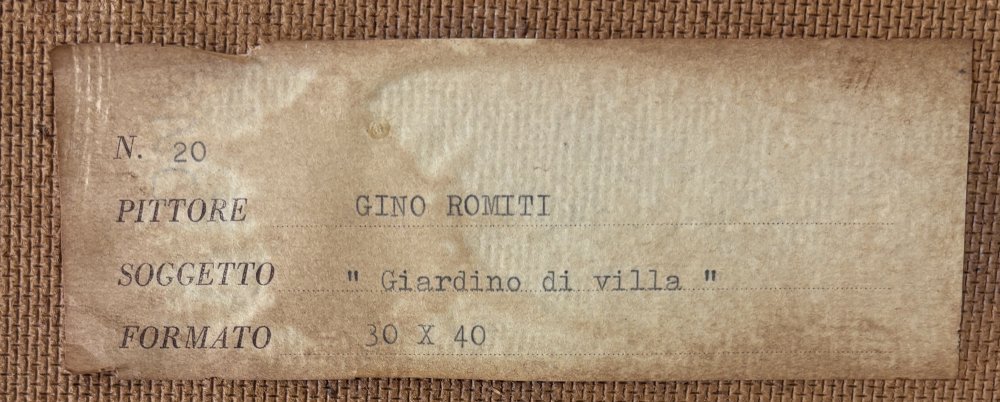 N. 20
PITTORE GINO ROMITI
SOGGETTO " Giardino di villa "
FORMATO 30 X 40